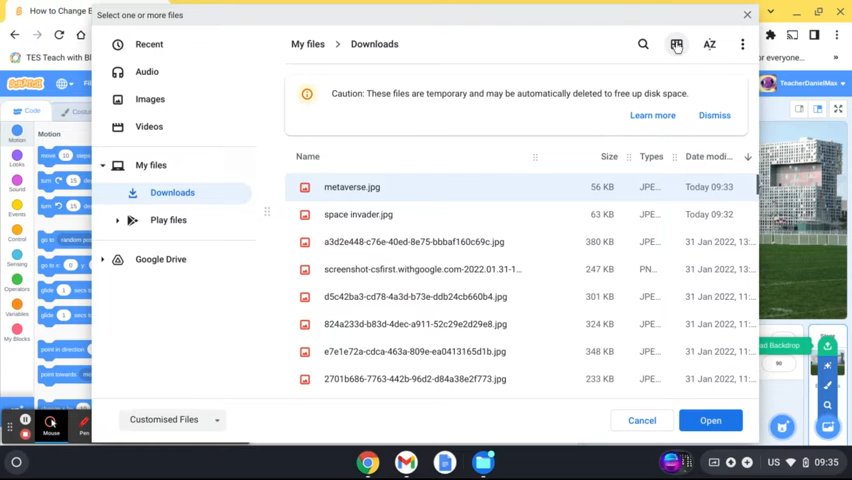 How to Change B
Select one or more files
TES Teach with Bl
or everyone...
SCRATCH
TeacherDanielMax
Code
Costu
Recent
Audio
Images
Videos
My files
Downloads
Play files
Google Drive
My files > Downloads
AZ
Caution: These files are temporary and may be automatically deleted to free up disk space.
Learn more
Dismiss
Name Size Types Date modi...
metaverse.jpg 56 KB JPE... Today 09:33
space invader.jpg 63 KB JPE... Today 09:32
a3d2e448-c76e-40ed-8e75-bbbaf160c69c.jpg 380 KB JPE... 31 Jan 2022, 13:...
screenshot-csfirst.withgoogle.com-2022.01.31-1... 247 KB PN... 31 Jan 2022, 13:...
d5c42ba3-cd78-4a3d-b73e-ddb24cb660b4.jpg 301 KB JPE... 31 Jan 2022, 11:...
824a233d-b83d-4dec-a911-52c29e2d29e8.jpg 324 KB JPE... 31 Jan 2022, 11:...
e7e1e72a-cdca-463a-809e-ea0413165d1b.jpg 348 KB JPE... 31 Jan 2022, 11:...
2701b686-7763-442b-96d2-d84a38e2f773.jpg 233 KB JPE... 31 Jan 2022, 11:...
Customised Files
Cancel
Open
Motion
Looks
Sound
Events
Control
Sensing
Operators
Variables
My Blocks
Motion
move 10 steps
turn 15
turn 15
go to random po
go to x: 0 y:
glide 1 secs t
glide 1 secs t
point in direction
point towards
ad Backdrop
90
Mouse
Pen
US 09:35